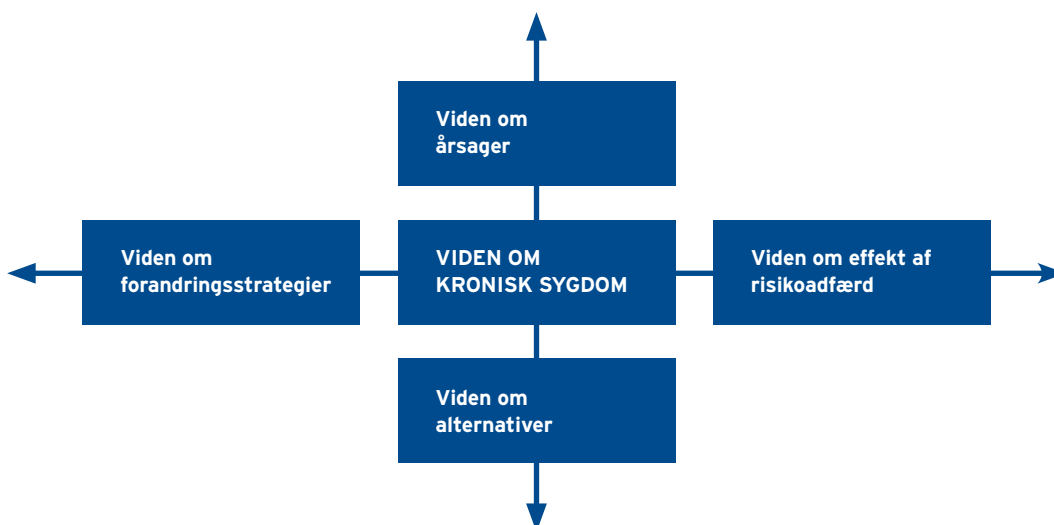 Viden om
årsager
Viden om
forandringsstrategier
VIDEN OM
KRONISK SYGDOM
Viden om effekt af
risikoadfærd
Viden om
alternativer